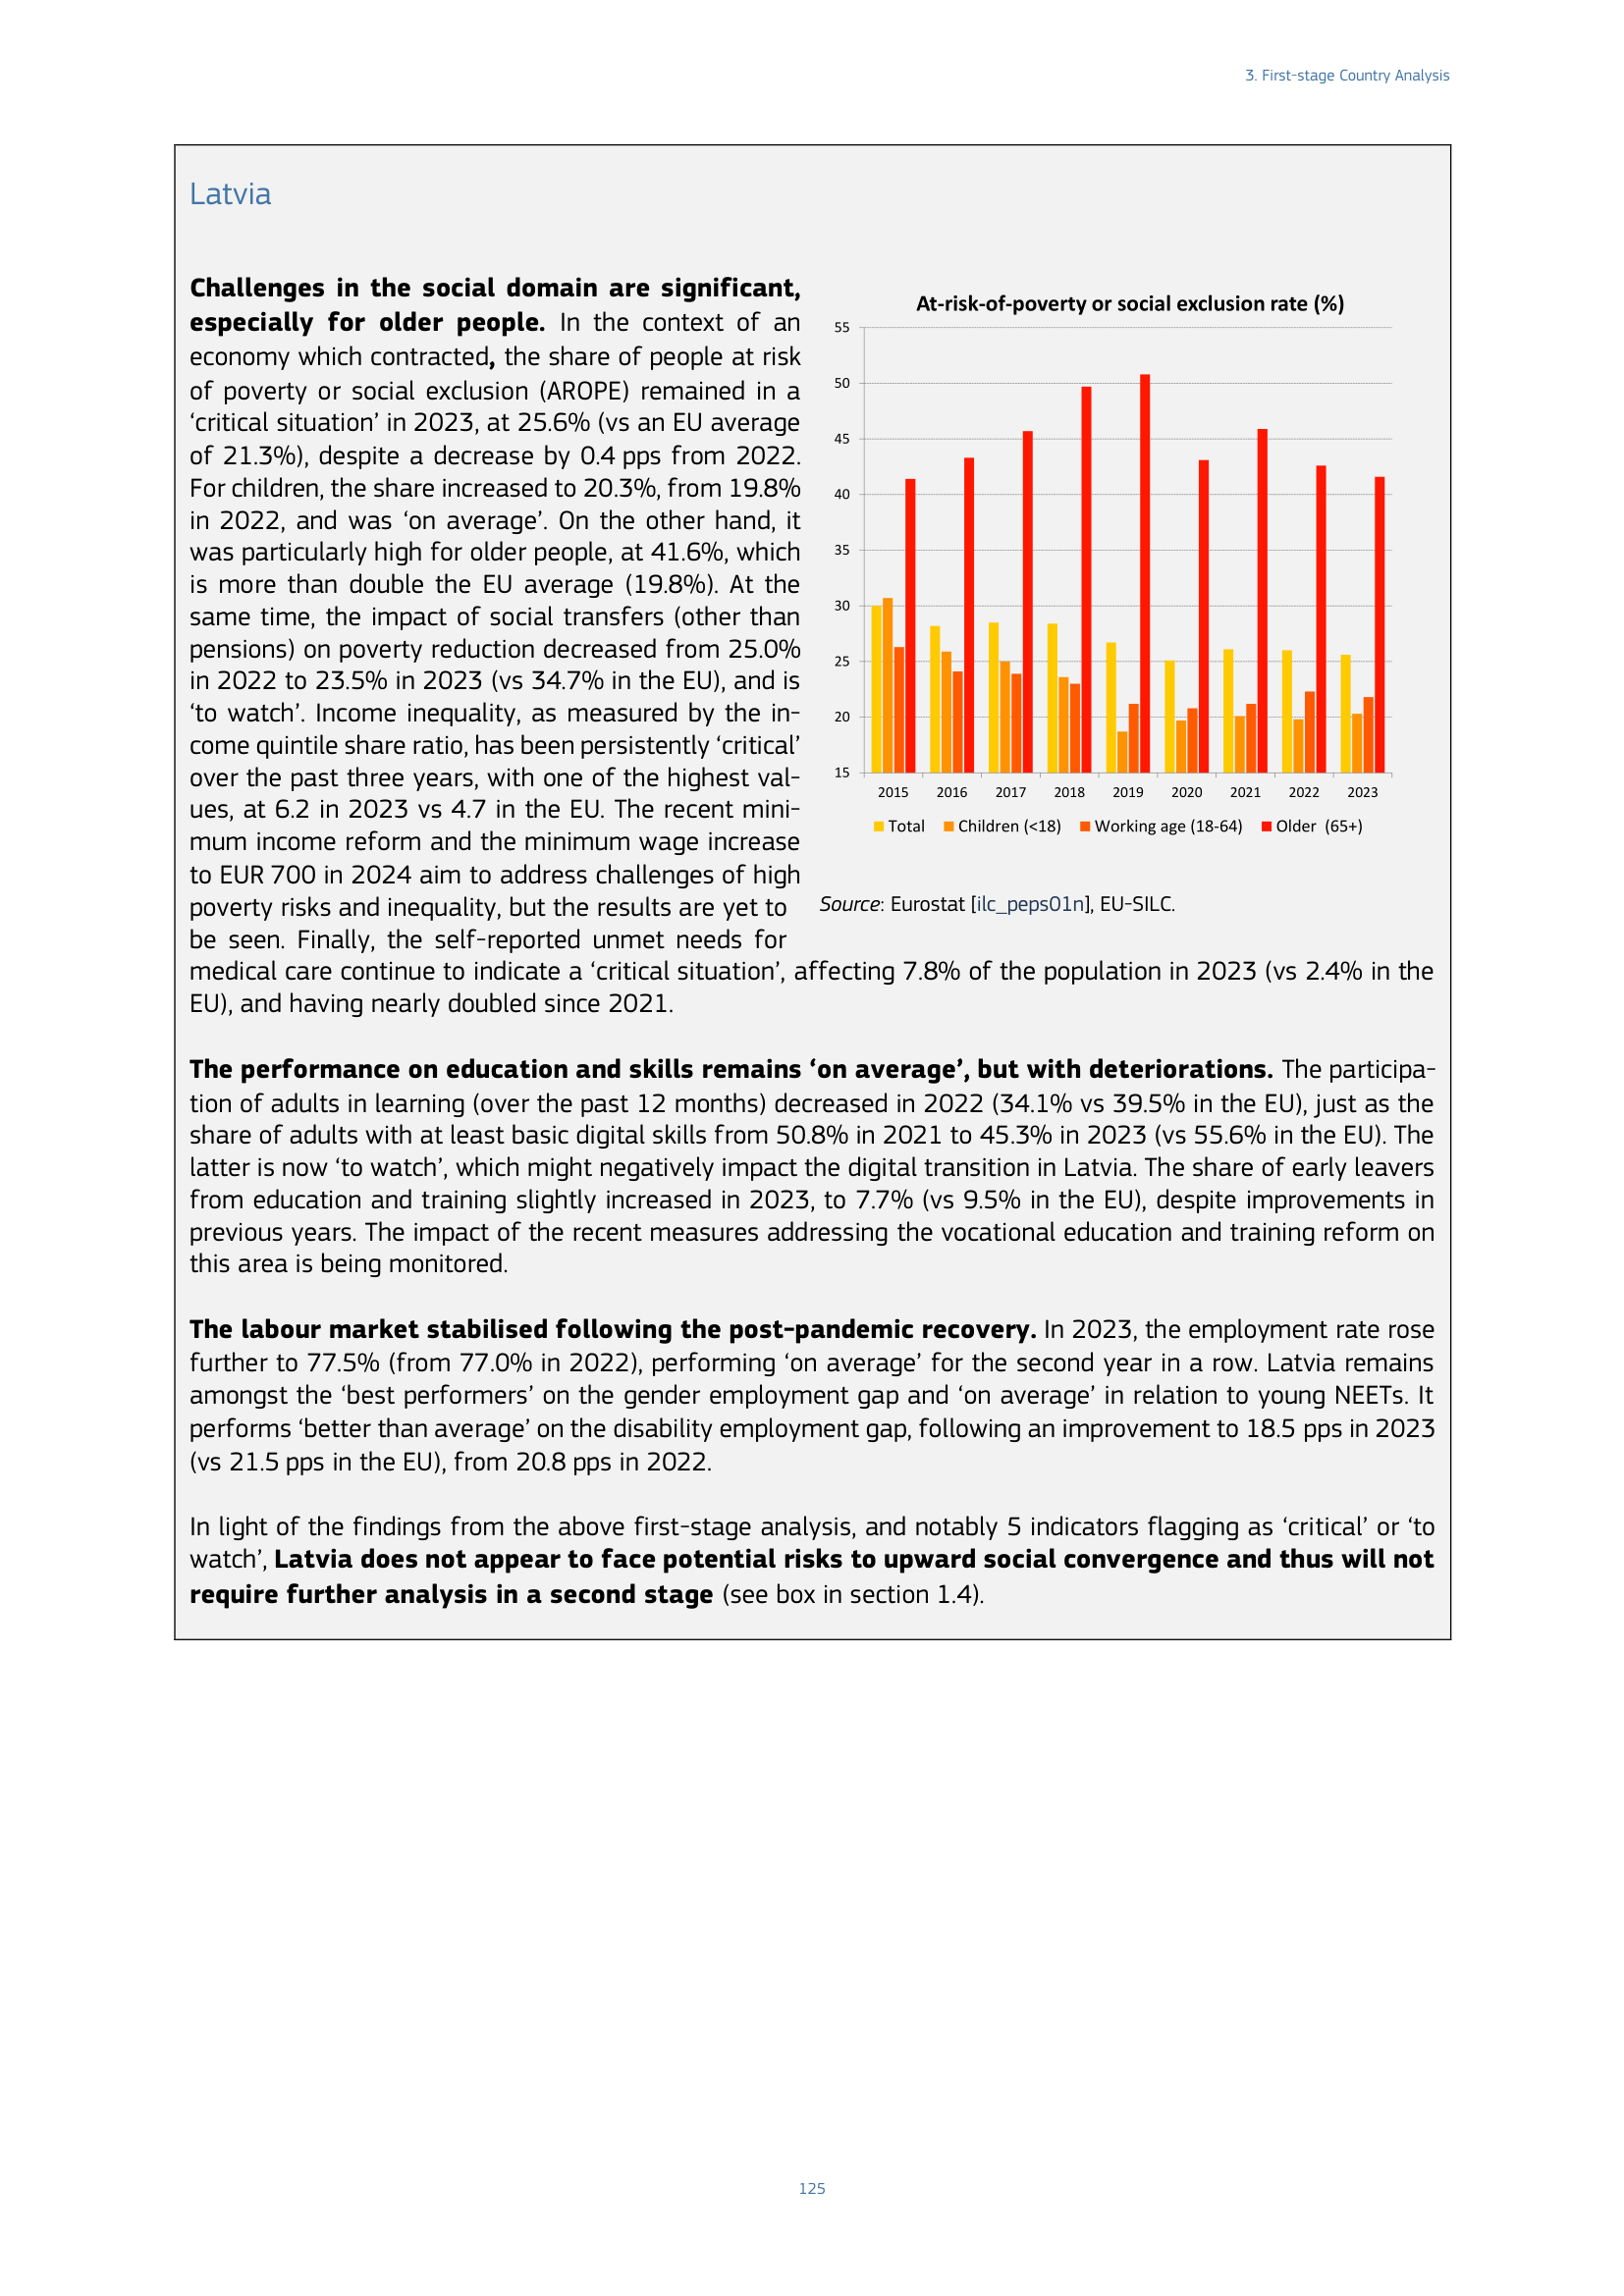 3. First-stage Country Analysis
Latvia
Challenges in the social domain are significant,
especially for older people. In the context of an
economy which contracted, the share of people at risk
of poverty or social exclusion (AROPE) remained in a
‘critical situation’ in 2023, at 25.6% (vs an EU average
of 21.3%), despite a decrease by 0.4 pps from 2022.
For children, the share increased to 20.3%, from 19.8%
in 2022, and was ‘on average’. On the other hand, it
was particularly high for older people, at 41.6%, which
is more than double the EU average (19.8%). At the
same time, the impact of social transfers (other than
pensions) on poverty reduction decreased from 25.0%
in 2022 to 23.5% in 2023 (vs 34.7% in the EU), and is
‘to watch’. Income inequality, as measured by the in-
come quintile share ratio, has been persistently ‘critical’
over the past three years, with one of the highest val-
ues, at 6.2 in 2023 vs 4.7 in the EU. The recent mini-
mum income reform and the minimum wage increase
to EUR 700 in 2024 aim to address challenges of high
poverty risks and inequality, but the results are yet to
be seen. Finally, the self-reported unmet needs for
medical care continue to indicate a ‘critical situation’, affecting 7.8% of the population in 2023 (vs 2.4% in the
EU), and having nearly doubled since 2021.
At-risk-of-poverty or social exclusion rate (%)
55
50
45
40
35
30
25
20
15
2015 2016 2017 2018 2019 2020 2021 2022 2023
Total Children (<18) Working age (18-64) Older (65+)
Source: Eurostat [ilc_peps01n], EU-SILC.
The performance on education and skills remains ‘on average’, but with deteriorations. The participa-
tion of adults in learning (over the past 12 months) decreased in 2022 (34.1% vs 39.5% in the EU), just as the
share of adults with at least basic digital skills from 50.8% in 2021 to 45.3% in 2023 (vs 55.6% in the EU). The
latter is now ‘to watch’, which might negatively impact the digital transition in Latvia. The share of early leavers
from education and training slightly increased in 2023, to 7.7% (vs 9.5% in the EU), despite improvements in
previous years. The impact of the recent measures addressing the vocational education and training reform on
this area is being monitored.
The labour market stabilised following the post-pandemic recovery. In 2023, the employment rate rose
further to 77.5% (from 77.0% in 2022), performing ‘on average’ for the second year in a row. Latvia remains
amongst the ‘best performers’ on the gender employment gap and ‘on average’ in relation to young NEETs. It
performs ‘better than average’ on the disability employment gap, following an improvement to 18.5 pps in 2023
(vs 21.5 pps in the EU), from 20.8 pps in 2022.
In light of the findings from the above first-stage analysis, and notably 5 indicators flagging as ‘critical’ or ‘to
watch’, Latvia does not appear to face potential risks to upward social convergence and thus will not
require further analysis in a second stage (see box in section 1.4).
125